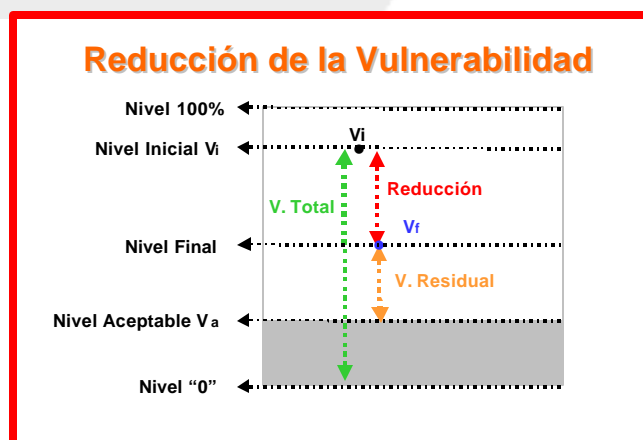 Reducción de la Vulnerabilidad
Nivel 100%
Vi
Nivel Inicial Vi
Reducción
V. Total
Vf
Nivel Final
V. Residual
Nivel Aceptable Va
Nivel “0”